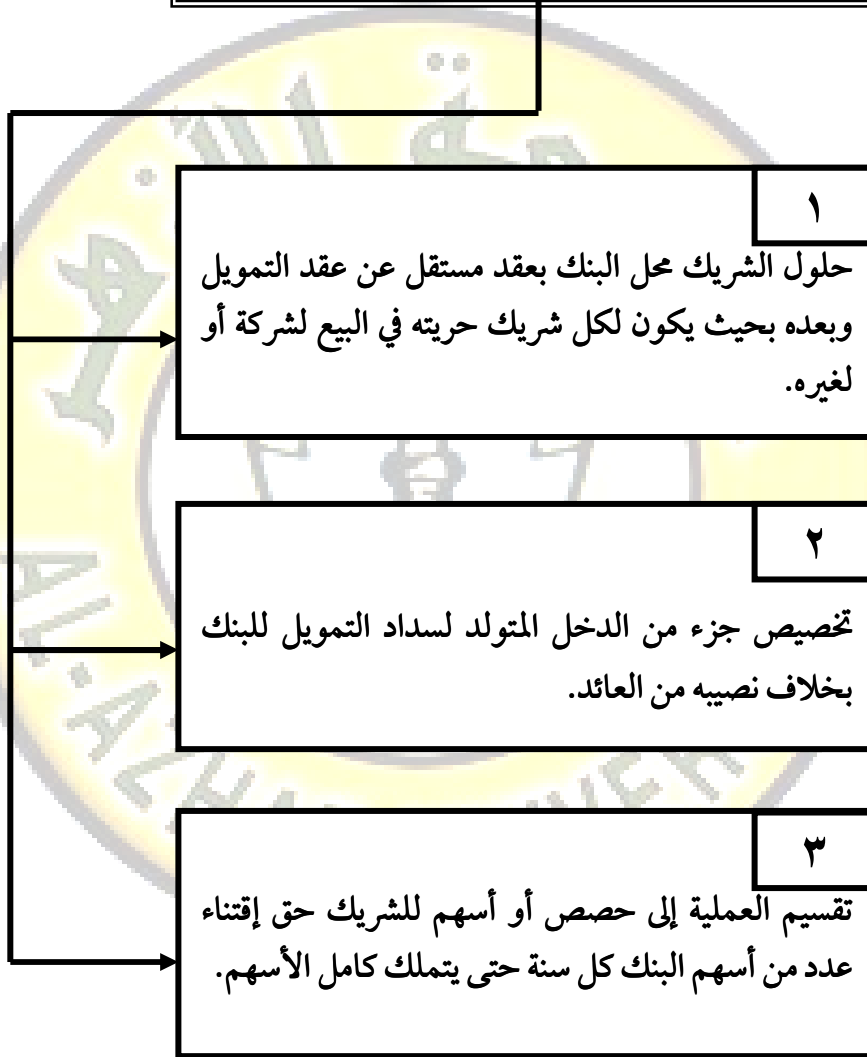 ١
حلول الشريك محل البنك بعقد مستقل عن عقد التمويل
وبعده بحيث يكون لكل شريك حريته في البيع لشركة أو
لغيره.
٢
تخصيص جزء من الدخل المتولد لسداد التمويل للبنك
بخلاف نصيبه من العائد.
٣
تقسيم العملية إلى حصص أو أسهم للشريك حق إقتناء
عدد من أسهم البنك كل سنة حتى يتملك كامل الأسهم.